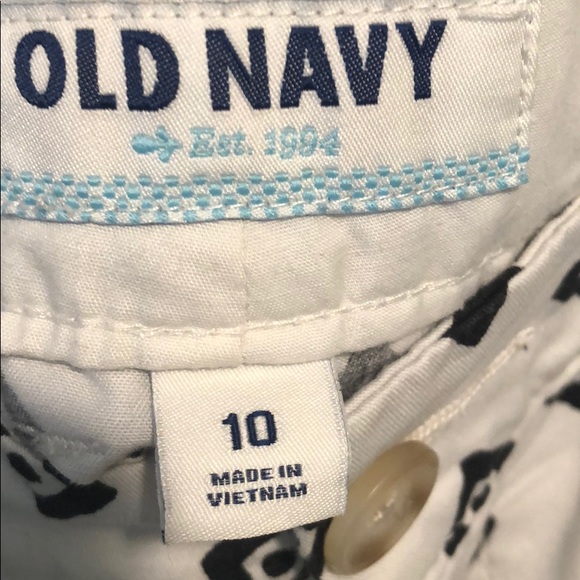 OLD NAVY
Est. 1994
10
MADE IN
VIETNAM